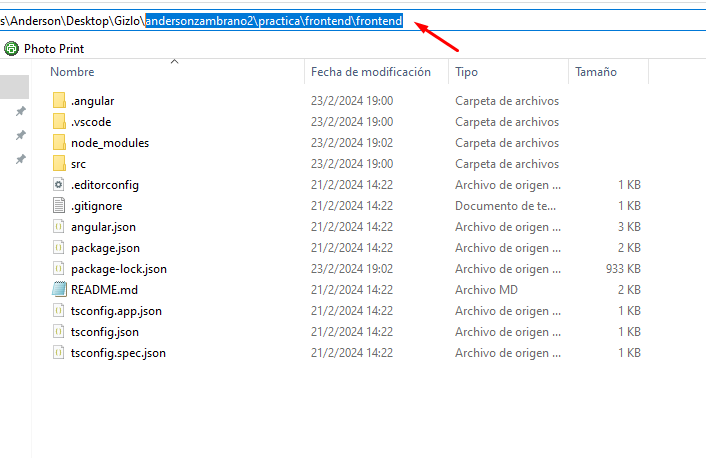 s\Anderson\Desktop\Gizlo\andersonzambrano2\practica\frontend\frontend
Photo Print
Nombre Fecha de modificación Tipo Tamaño
.angular 23/2/2024 19:00 Carpeta de archivos
.vscode 23/2/2024 19:00 Carpeta de archivos
node_modules 23/2/2024 19:02 Carpeta de archivos
src 23/2/2024 19:00 Carpeta de archivos
.editorconfig 21/2/2024 14:22 Archivo de origen ... 1 KB
.gitignore 21/2/2024 14:22 Documento de te... 1 KB
angular.json 21/2/2024 14:22 Archivo de origen ... 3 KB
package.json 21/2/2024 14:22 Archivo de origen ... 2 KB
package-lock.json 23/2/2024 19:02 Archivo de origen ... 933 KB
README.md 21/2/2024 14:22 Archivo MD 2 KB
tsconfig.app.json 21/2/2024 14:22 Archivo de origen ... 1 KB
tsconfig.json 21/2/2024 14:22 Archivo de origen ... 1 KB
tsconfig.spec.json 21/2/2024 14:22 Archivo de origen ... 1 KB